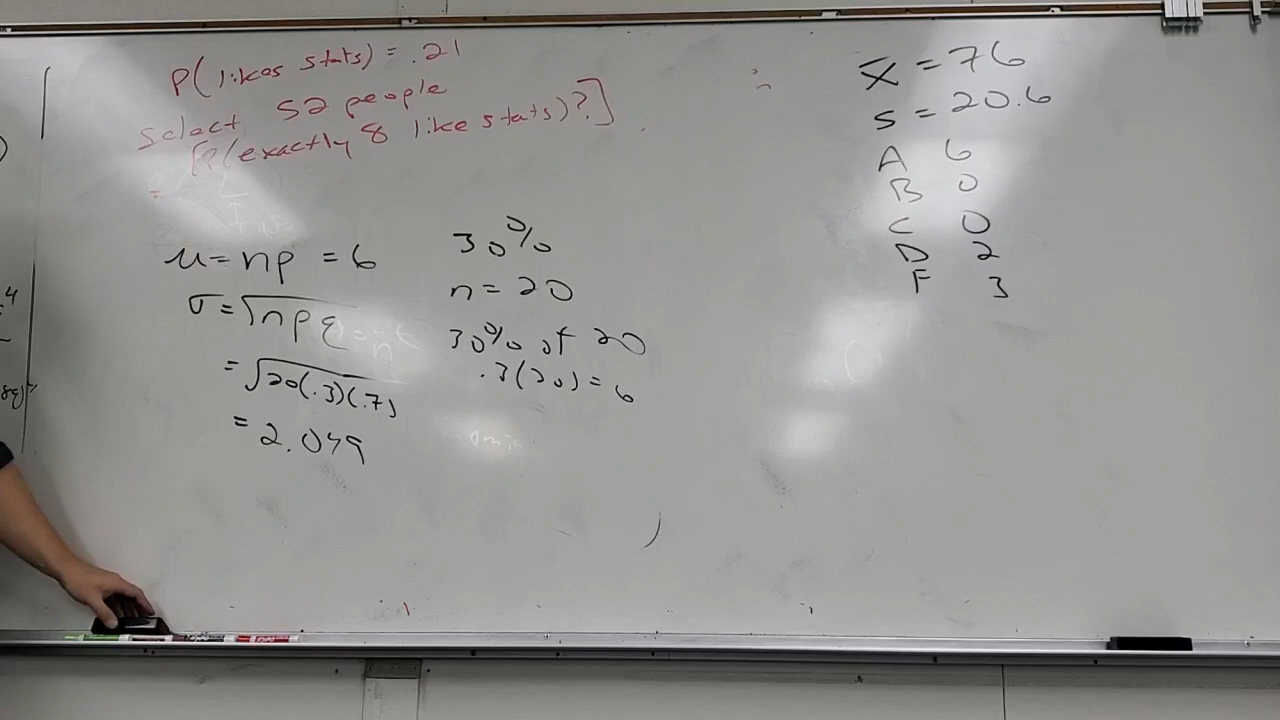 P(likes stats) = .21
select 52 people
[P(exactly 8 like stats)?]
μ = np = 6
σ = √npq
= √20(.3)(.7)
= 2.049
30%
n = 20
30% of 20
.3(20) = 6
x̄ = 76
s = 20.6
A 6
B 0
C 0
D 2
F 3